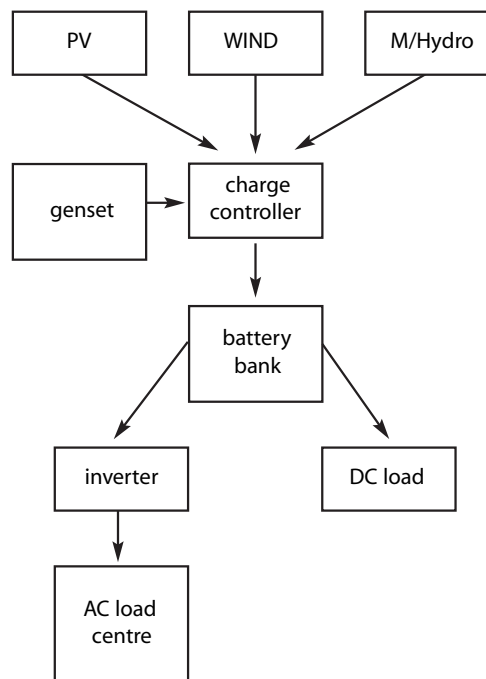 PV
WIND
M/Hydro
genset
charge
controller
battery
bank
inverter
DC load
AC load
centre